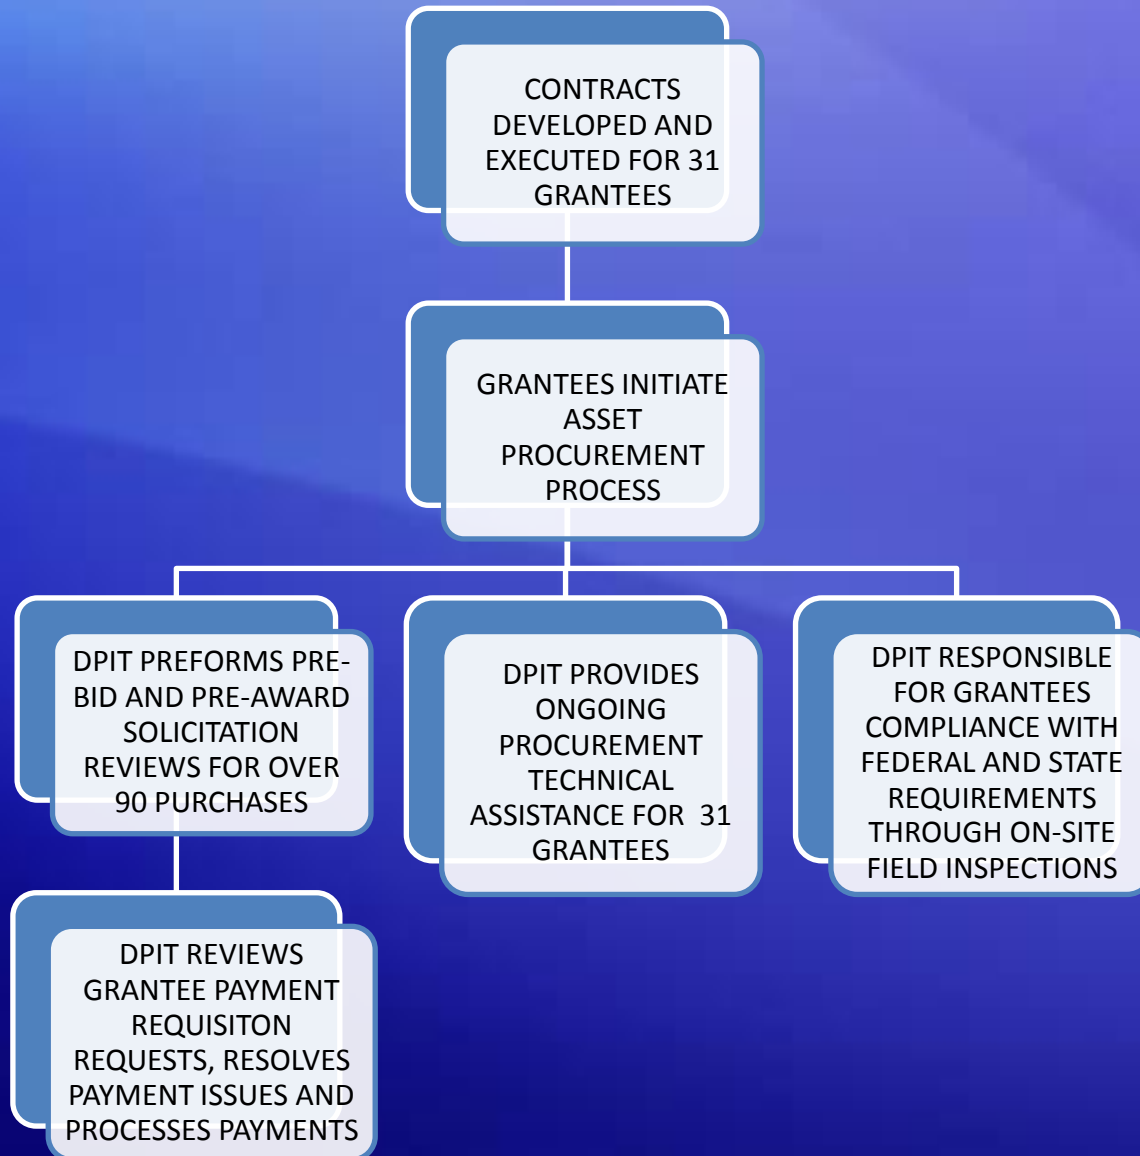 CONTRACTS
DEVELOPED AND
EXECUTED FOR 31
GRANTEES
GRANTEES INITIATE
ASSET
PROCUREMENT
PROCESS
DPIT PREFORMS PRE-
BID AND PRE-AWARD
SOLICITATION
REVIEWS FOR OVER
90 PURCHASES
DPIT PROVIDES
ONGOING
PROCUREMENT
TECHNICAL
ASSISTANCE FOR 31
GRANTEES
DPIT RESPONSIBLE
FOR GRANTEES
COMPLIANCE WITH
FEDERAL AND STATE
REQUIREMENTS
THROUGH ON-SITE
FIELD INSPECTIONS
DPIT REVIEWS
GRANTEE PAYMENT
REQUISITON
REQUESTS, RESOLVES
PAYMENT ISSUES AND
PROCESSES PAYMENTS